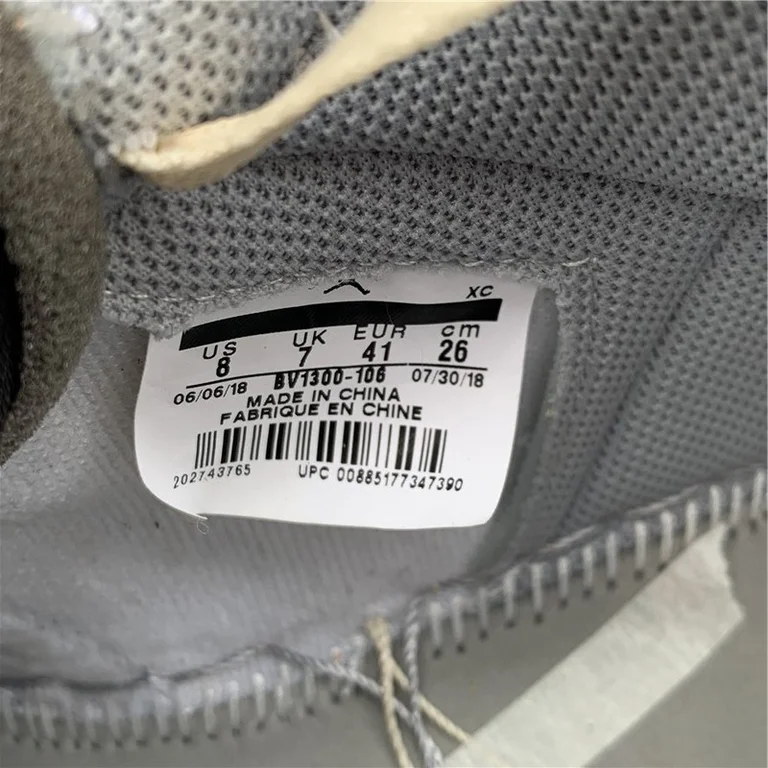 XC
US UK EUR cm
8 7 41 26
06/06/18 BV1300-106 07/30/18
MADE IN CHINA
FABRIQUE EN CHINE
202743765 UPC 00885177347390